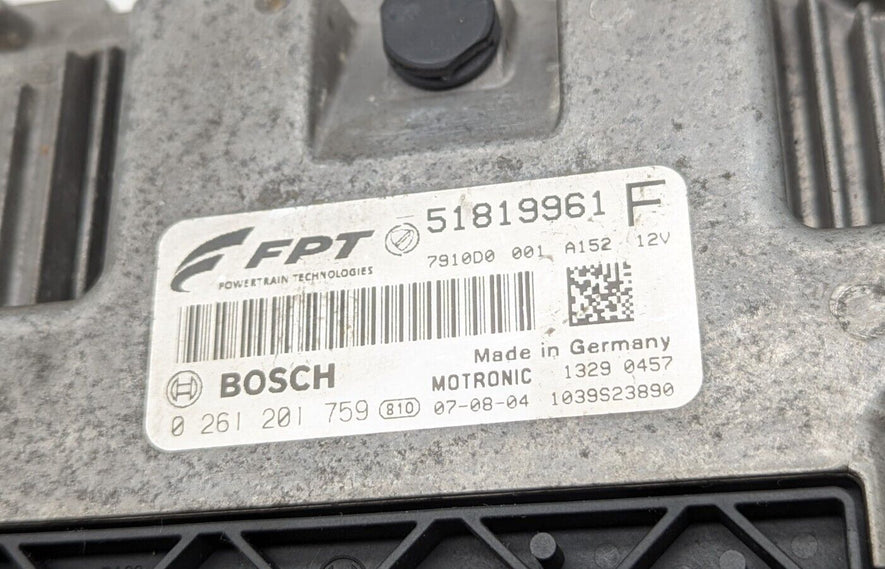 FPT 51819961 F
POWERTRAIN TECHNOLOGIES 7910D0 001 A152 12V
Made in Germany
BOSCH MOTRONIC 1329 0457
0 261 201 759 810 07-08-04 1039S23890